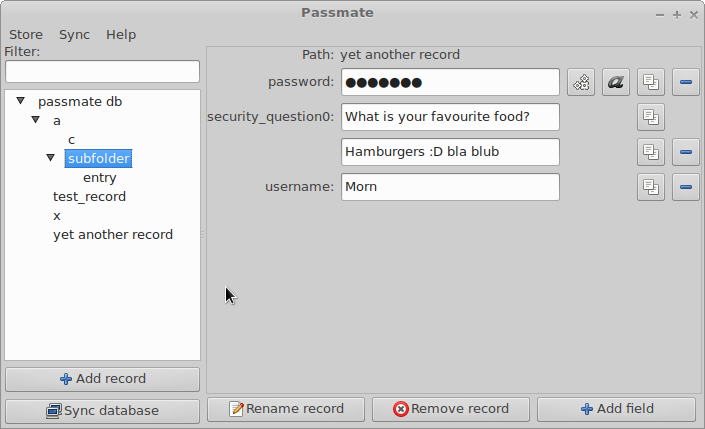 Passmate
Store Sync Help
Filter:
passmate db
a
c
subfolder
entry
test_record
x
yet another record
Add record
Sync database
Path: yet another record
password: ●●●●●●●
a
security_question0: What is your favourite food?
Hamburgers :D bla blub
username: Morn
Rename record
Remove record
Add field